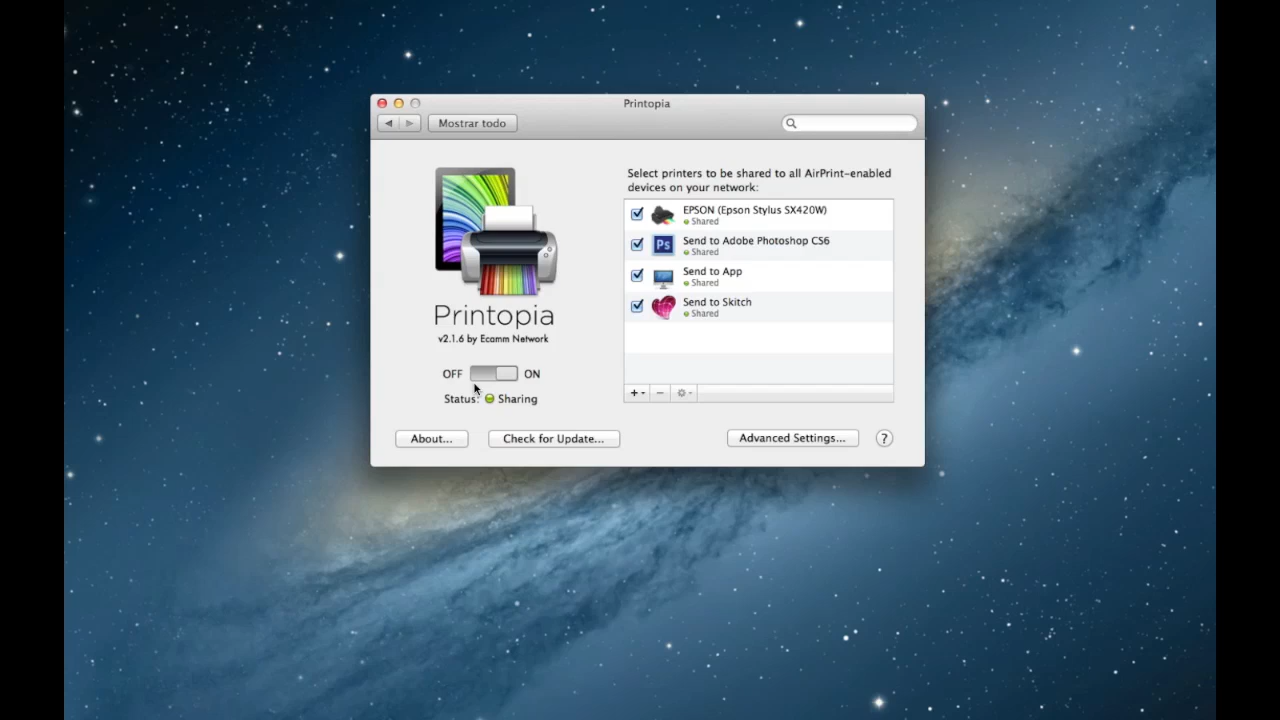 Printopia
Mostrar todo
Select printers to be shared to all AirPrint-enabled
devices on your network:
EPSON (Epson Stylus SX420W)
Shared
Ps
Send to Adobe Photoshop CS6
Shared
Send to App
Shared
Send to Skitch
Shared
Printopia
v2.1.6 by Ecamm Network
OFF ON
Status: Sharing
About...
Check for Update...
Advanced Settings...
?